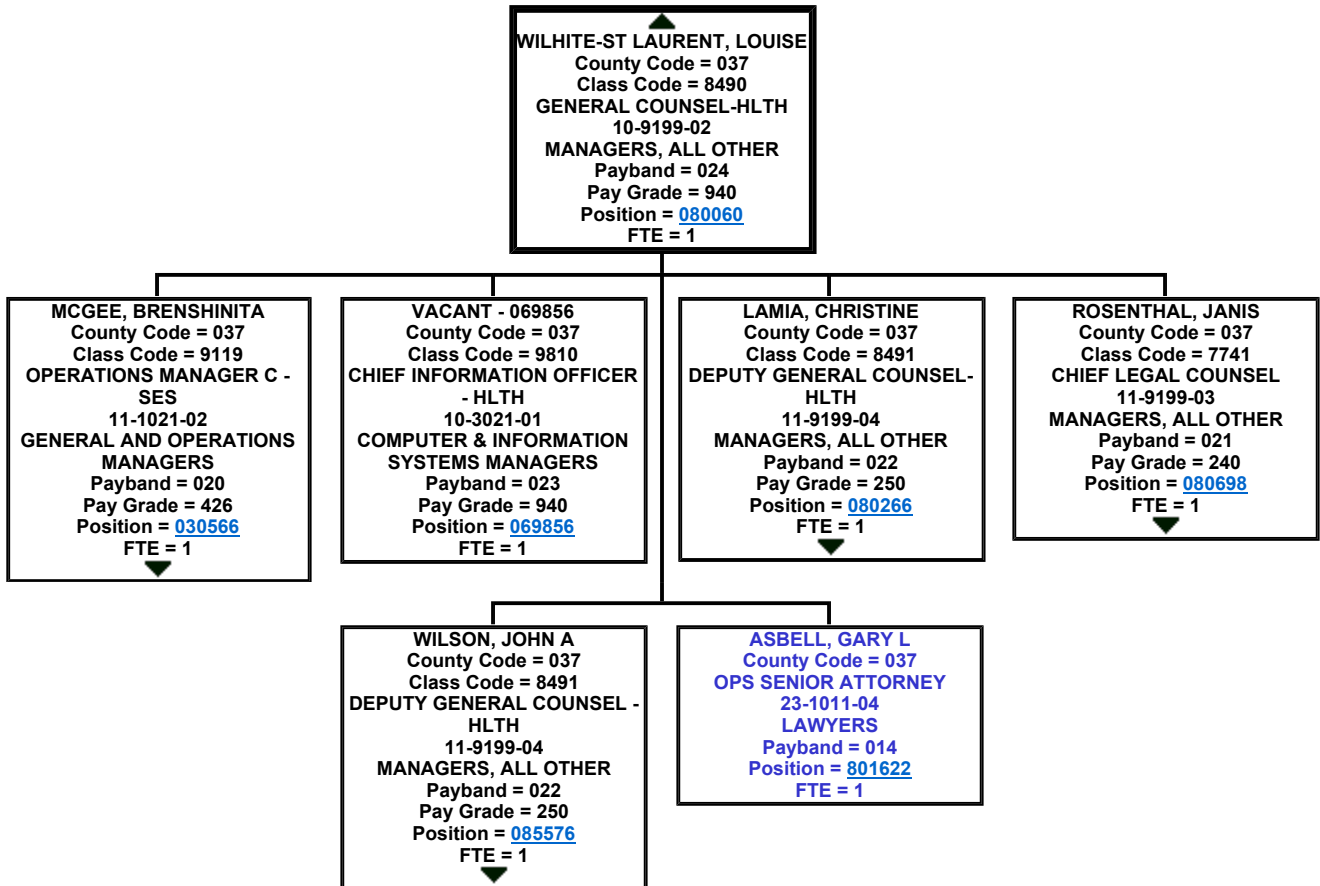 WILHITE-ST LAURENT, LOUISE
County Code = 037
Class Code = 8490
GENERAL COUNSEL-HLTH
10-9199-02
MANAGERS, ALL OTHER
Payband = 024
Pay Grade = 940
Position = 080060
FTE = 1
MCGEE, BRENSHINITA
County Code = 037
Class Code = 9119
OPERATIONS MANAGER C -
SES
11-1021-02
GENERAL AND OPERATIONS
MANAGERS
Payband = 020
Pay Grade = 426
Position = 030566
FTE = 1
VACANT - 069856
County Code = 037
Class Code = 9810
CHIEF INFORMATION OFFICER
- HLTH
10-3021-01
COMPUTER & INFORMATION
SYSTEMS MANAGERS
Payband = 023
Pay Grade = 940
Position = 069856
FTE = 1
LAMIA, CHRISTINE
County Code = 037
Class Code = 8491
DEPUTY GENERAL COUNSEL-
HLTH
11-9199-04
MANAGERS, ALL OTHER
Payband = 022
Pay Grade = 250
Position = 080266
FTE = 1
ROSENTHAL, JANIS
County Code = 037
Class Code = 7741
CHIEF LEGAL COUNSEL
11-9199-03
MANAGERS, ALL OTHER
Payband = 021
Pay Grade = 240
Position = 080698
FTE = 1
WILSON, JOHN A
County Code = 037
Class Code = 8491
DEPUTY GENERAL COUNSEL -
HLTH
11-9199-04
MANAGERS, ALL OTHER
Payband = 022
Pay Grade = 250
Position = 085576
FTE = 1
ASBELL, GARY L
County Code = 037
OPS SENIOR ATTORNEY
23-1011-04
LAWYERS
Payband = 014
Position = 801622
FTE = 1